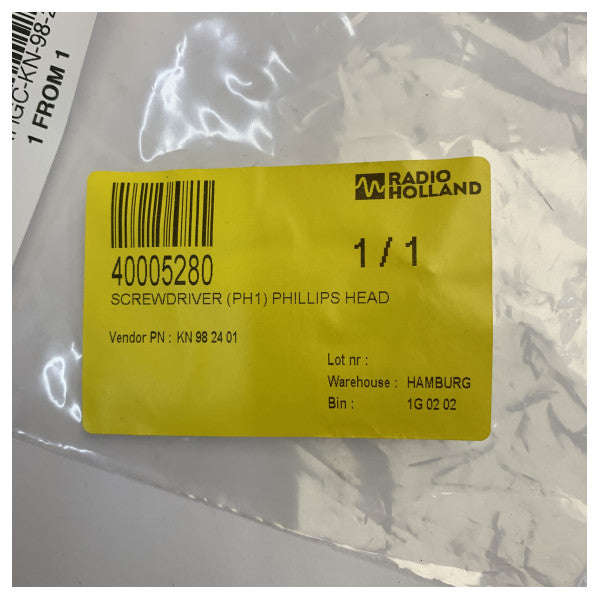 1 FROM 1
RADIO
HOLLAND
40005280
1 / 1
SCREWDRIVER (PH1) PHILLIPS HEAD
Vendor PN : KN 98 24 01
Lot nr :
Warehouse : HAMBURG
Bin : 1G 02 02